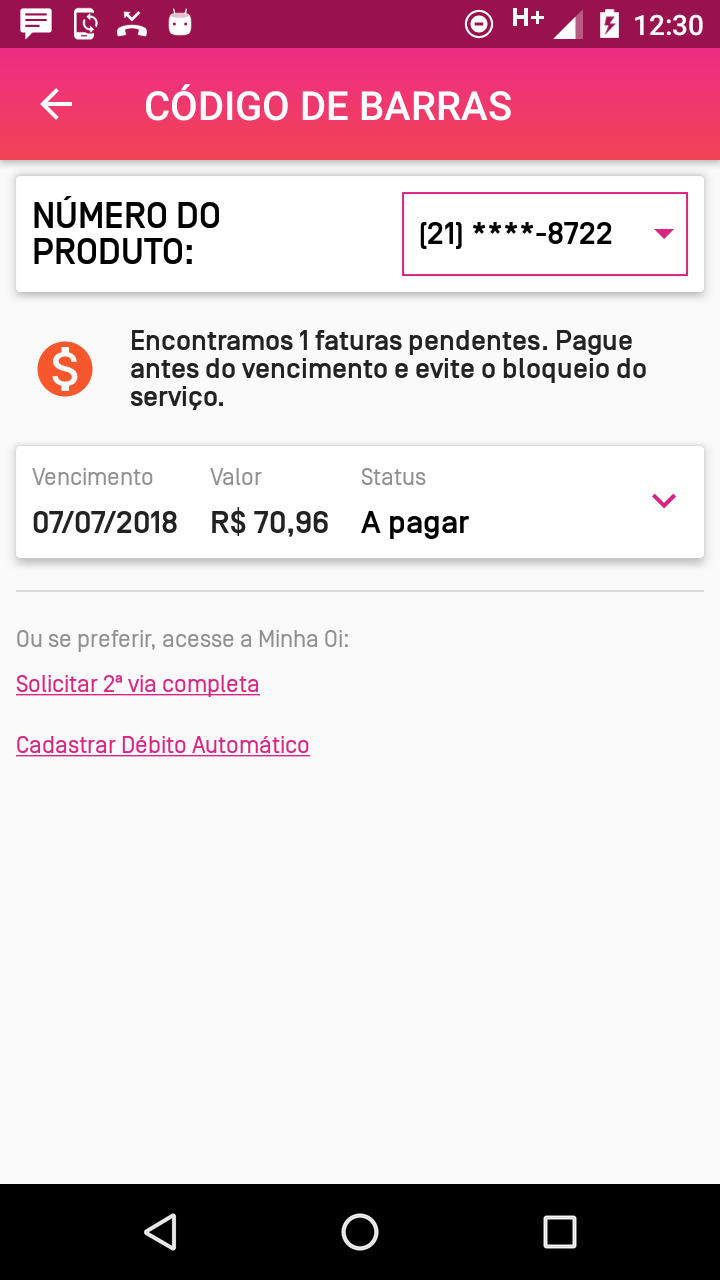 H+ 12:30
CÓDIGO DE BARRAS
NÚMERO DO
PRODUTO:
(21) ****-8722
Encontramos 1 faturas pendentes. Pague
antes do vencimento e evite o bloqueio do
serviço.
Vencimento Valor Status
07/07/2018 R$ 70,96 A pagar
Ou se preferir, acesse a Minha Oi:
Solicitar 2ª via completa
Cadastrar Débito Automático